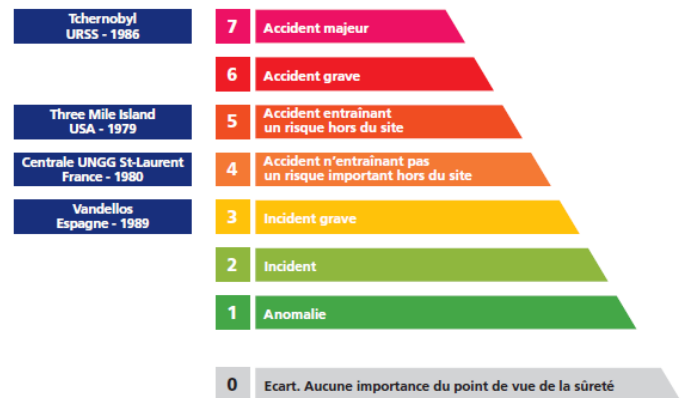 Tchernobyl
URSS - 1986
7
Accident majeur
6
Accident grave
Three Mile Island
USA - 1979
5
Accident entraînant
un risque hors du site
Centrale UNGG St-Laurent
France - 1980
4
Accident n'entraînant pas
un risque important hors du site
Vandellos
Espagne - 1989
3
Incident grave
2
Incident
1
Anomalie
0
Ecart. Aucune importance du point de vue de la sûreté